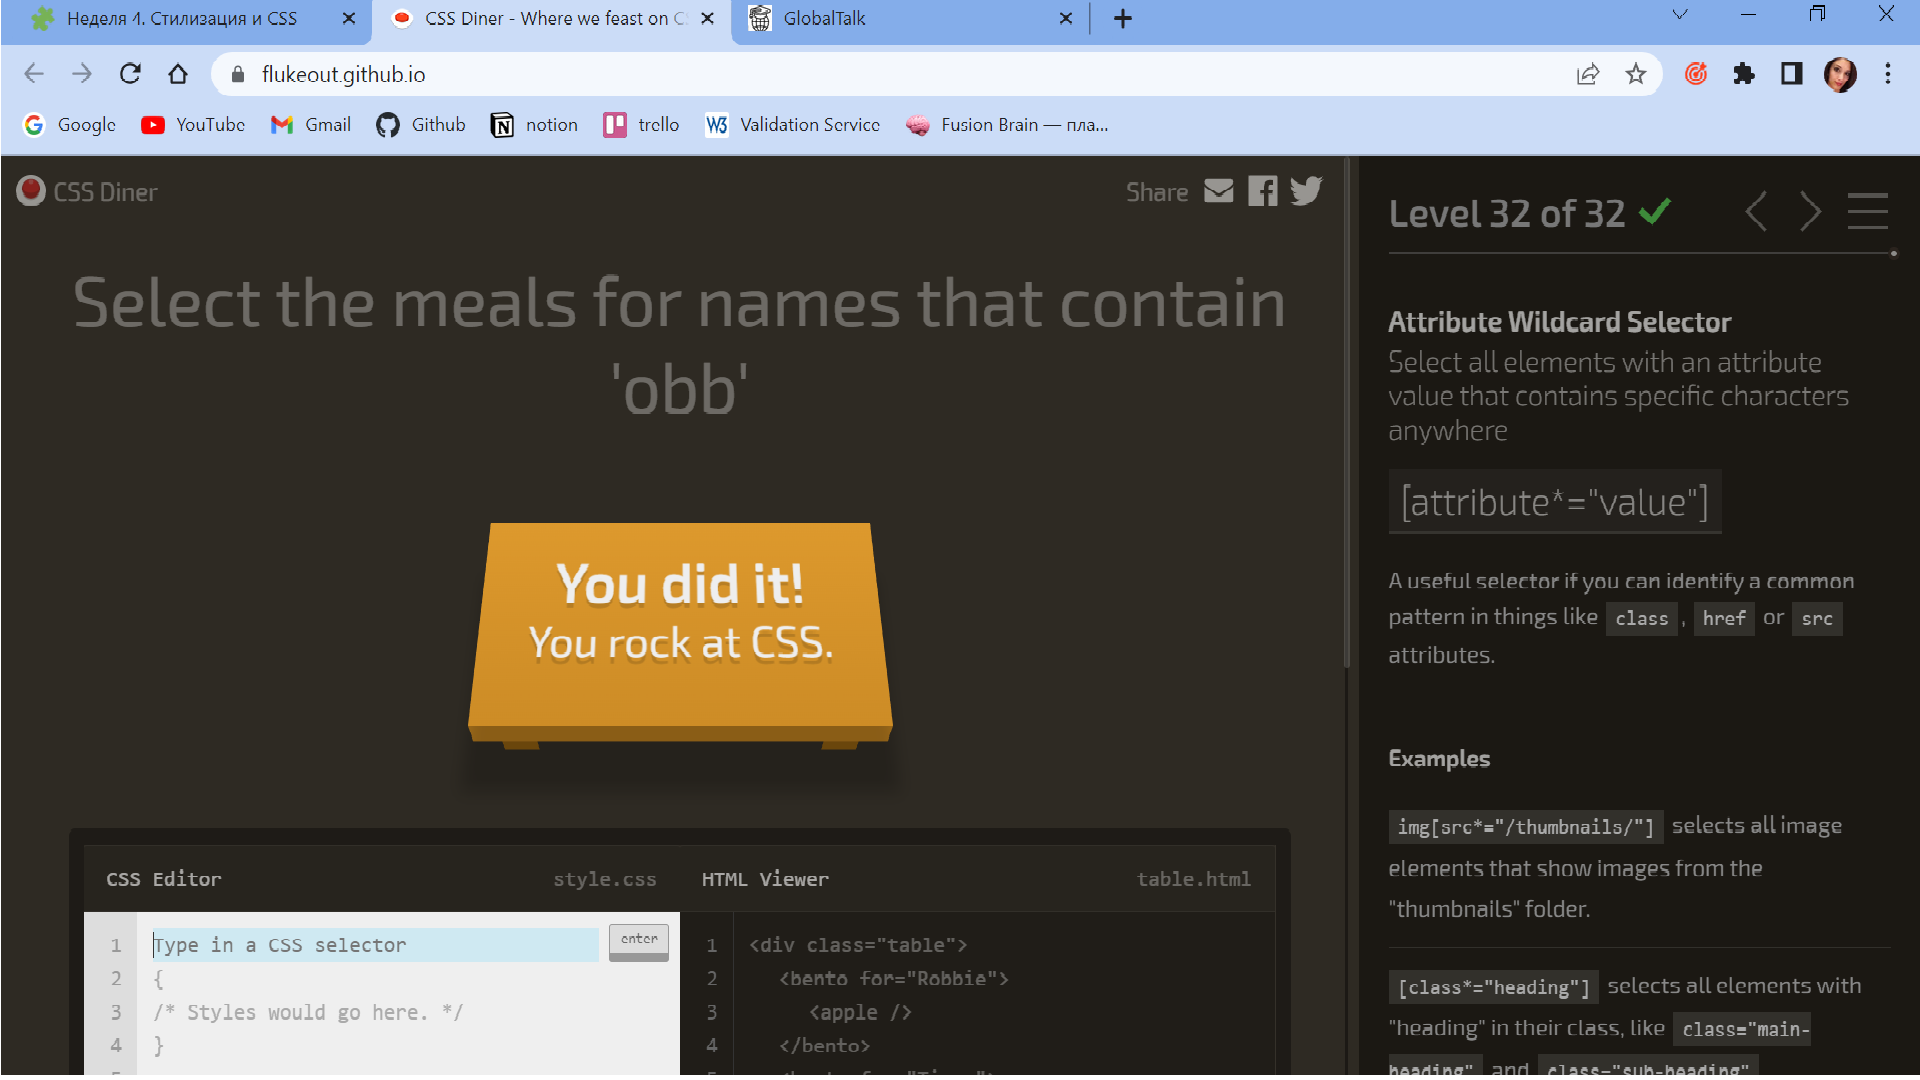 Неделя 4. Стилизация и CSS
CSS Diner - Where we feast on CS
GlobalTalk
flukeout.github.io
Google
YouTube
Gmail
Github
notion
trello
Validation Service
Fusion Brain — пла...
CSS Diner
Share
Select the meals for names that contain
'obb'
You did it!
You rock at CSS.
CSS Editor
style.css
HTML Viewer
table.html
1
Type in a CSS selector
enter
2
{
3
/* Styles would go here. */
4
}
1
<div class="table">
2
<bento for="Robbie">
3
<apple />
4
</bento>
Level 32 of 32
Attribute Wildcard Selector
Select all elements with an attribute
value that contains specific characters
anywhere
[attribute*="value"]
A useful selector if you can identify a common
pattern in things like class , href or src
attributes.
Examples
img[src*="/thumbnails/"] selects all image
elements that show images from the
"thumbnails" folder.
[class*="heading"] selects all elements with
"heading" in their class, like class="main-
heading" and class="sub-heading"